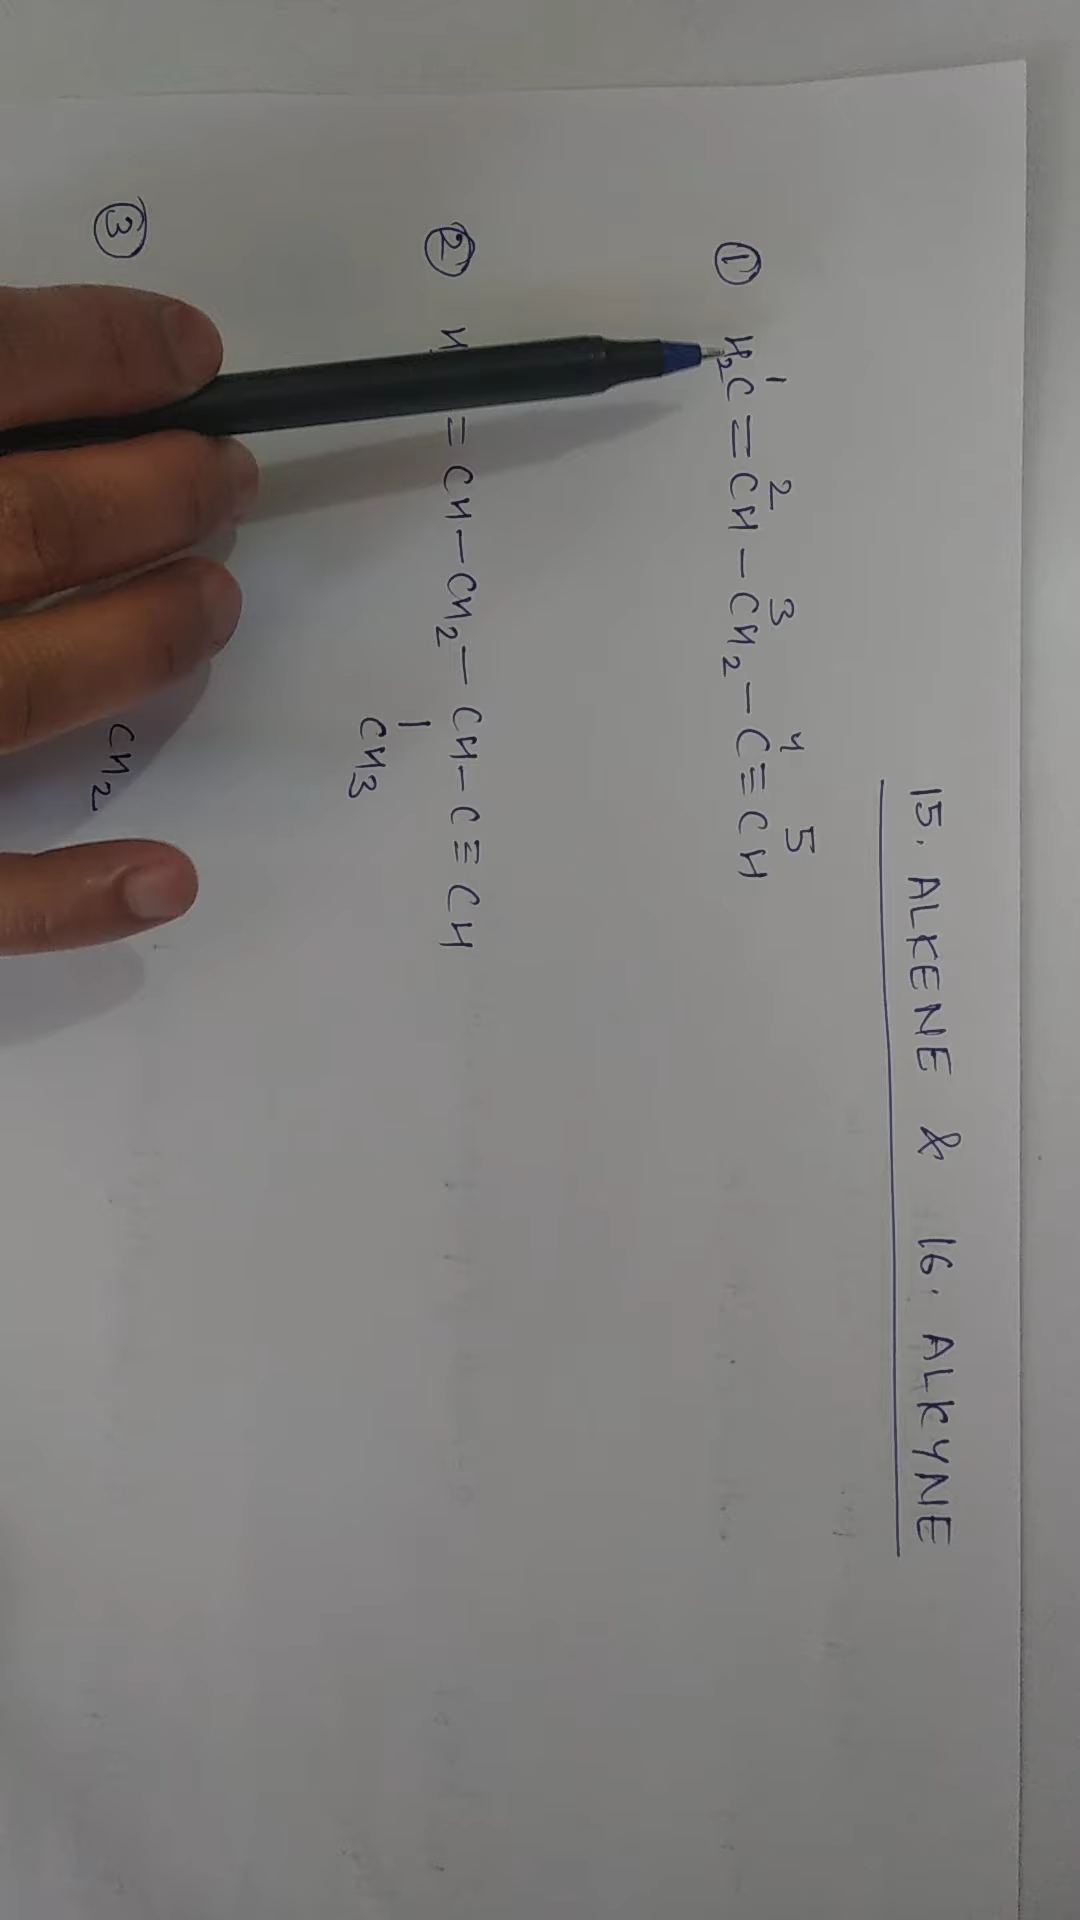 15. ALKENE & 16. ALKYNE
1 2 3 4 5
① H₂C=CH-CH₂-C≡CH
② H =CH-CH₂-CH-C≡CH
|
CH₃
③
CH₂